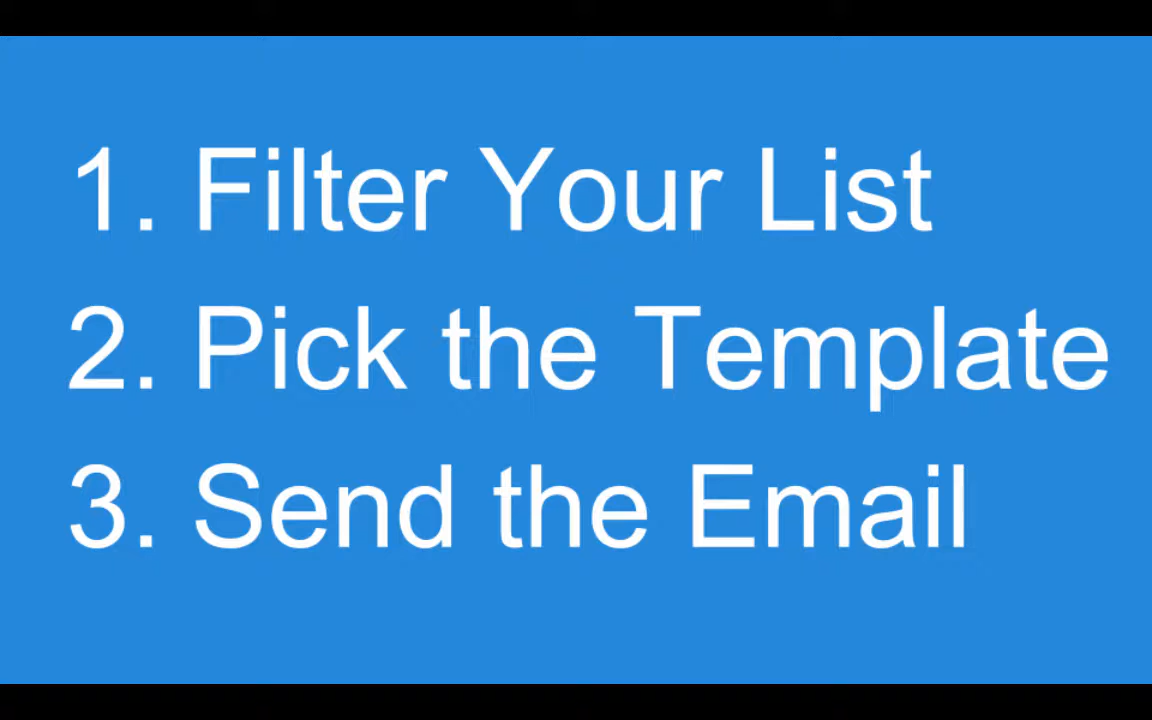 1. Filter Your List
2. Pick the Template
3. Send the Email